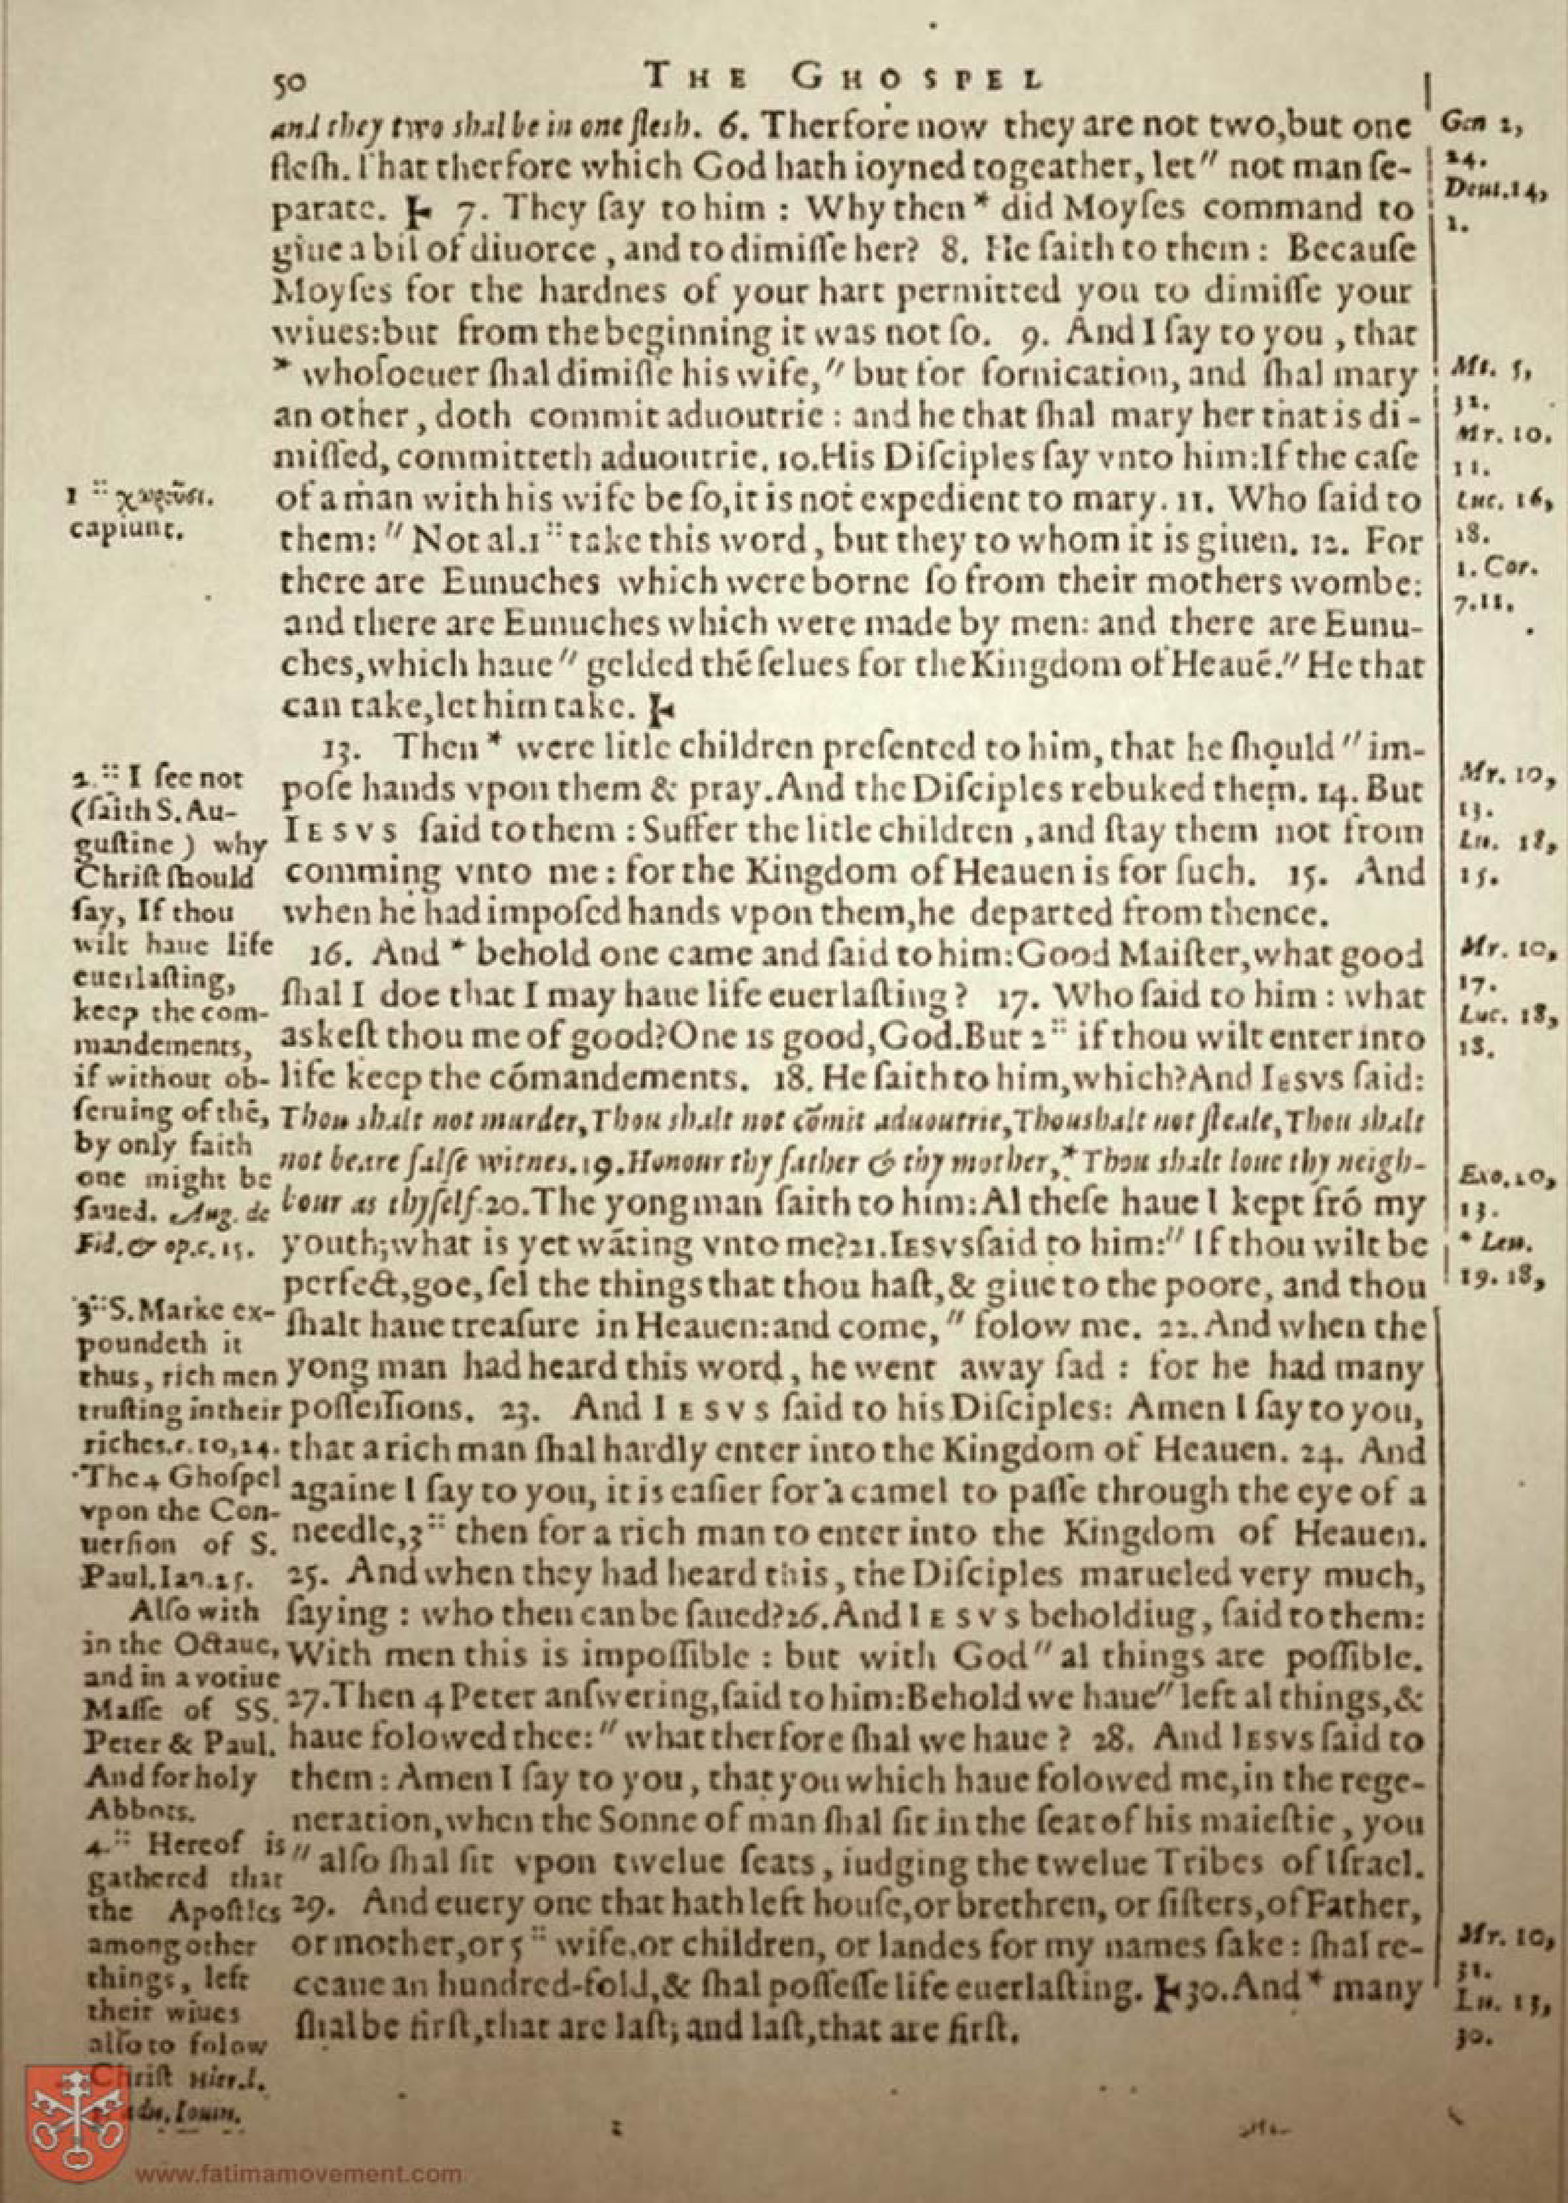 50
THE GHOSPEL
and they two shal be in one flesh. 6. Therfore now they are not two, but one
flesh. That therfore which God hath ioyned togeather, let" not man ſe-
parate. 7. They ſay to him : Why then * did Moyſes command to
giue a bil of diuorce , and to dimiſſe her? 8. He ſaith to them : Becauſe
Moyſes for the hardnes of your hart permitted you to dimiſſe your
wiues: but from the beginning it was not ſo. 9. And I ſay to you , that
* whoſoeuer ſhal dimiſſe his wife," but for fornication, and ſhal mary
an other, doth commit aduoutrie : and he that ſhal mary her that is di-
miſſed, committeth aduoutrie. 10. His Diſciples ſay vnto him: If the caſe
of a man with his wife be ſo, it is not expedient to mary. 11. Who ſaid to
them: " Not al. 1 :: take this word, but they to whom it is giuen. 12. For
there are Eunuches which were borne ſo from their mothers wombe:
and there are Eunuches which were made by men: and there are Eunu-
ches, which haue" gelded thē ſelues for the Kingdom of Heauē." He that
can take, let him take.
13. Then * were litle children preſented to him, that he ſhould " im-
poſe hands vpon them & pray. And the Diſciples rebuked them. 14. But
IESVS ſaid to them : Suffer the litle children , and ſtay them not from
comming vnto me : for the Kingdom of Heauen is for ſuch. 15. And
when he had impoſed hands vpon them, he departed from thence.
16. And * behold one came and ſaid to him: Good Maiſter, what good
ſhal I doe that I may haue life euerlaſting? 17. Who ſaid to him : what
askeſt thou me of good? One is good, God. But 2 :: if thou wilt enter into
life keep the cōmandements. 18. He ſaith to him, which? And IESVS ſaid:
Thou shalt not murder, Thou shalt not cōmit aduoutrie, Thou shalt not ſteale, Thou shalt
not beare falſe witnes. 19. Honour thy father & thy mother, * Thou shalt loue thy neigh-
bour as thyſelf. 20. The yong man ſaith to him: Al theſe haue I kept frō my
youth; what is yet wāting vnto me? 21. IESVS ſaid to him: " If thou wilt be
perfect, goe, ſel the things that thou haſt, & giue to the poore, and thou
ſhalt haue treaſure in Heauen: and come, " folow me. 22. And when the
yong man had heard this word, he went away ſad : for he had many
poſſeſſions. 23. And IESVS ſaid to his Diſciples: Amen I ſay to you,
that a rich man ſhal hardly enter into the Kingdom of Heauen. 24. And
againe I ſay to you, it is eaſier for a camel to paſſe through the eye of a
needle, 3 :: then for a rich man to enter into the Kingdom of Heauen.
25. And when they had heard this, the Diſciples marueled very much,
ſaying : who then can be ſaued? 26. And IESVS beholdiug, ſaid to them:
With men this is impoſſible : but with God " al things are poſſible.
27. Then 4 Peter anſwering, ſaid to him: Behold we haue" left al things, &
haue folowed thee: " what therfore ſhal we haue ? 28. And IESVS ſaid to
them : Amen I ſay to you, that you which haue folowed me, in the rege-
neration, when the Sonne of man ſhal ſit in the ſeat of his maieſtie, you
" alſo ſhal ſit vpon twelue ſeats, iudging the twelue Tribes of Iſrael.
29. And euery one that hath left houſe, or brethren, or ſiſters, of Father,
or mother, or 5 :: wife, or children, or landes for my names ſake : ſhal re-
ceaue an hundred-fold, & ſhal poſſeſſe life euerlaſting. 30. And * many
ſhal be firſt, that are laſt; and laſt, that are firſt.
1 ::
capiunt.
2. :: I ſee not
(ſaith S. Au-
guſtine) why
Chriſt ſhould
ſay, If thou
wilt haue life
euerlaſting,
keep the com-
mandements,
if without ob-
ſeruing of thē,
by only faith
one might be
ſaued. Aug. de
Fid. & op. c. 15.
3 :: S. Marke ex-
poundeth it
thus, rich men
truſting in their
riches. c. 10, 24.
The 4 Ghoſpel
vpon the Con-
uerſion of S.
Paul. Ian. 25.
Alſo with
in the Octaue,
and in a votiue
Maſſe of SS.
Peter & Paul.
And for holy
Abbots.
4. :: Hereof is
gathered that
the Apoſtles
among other
things, left
their wiues
alſo to folow
Chriſt Hier. l.
adu. Iouin.
Gen 2,
24.
Deut. 14,
1.
Mt. 5,
32.
Mr. 10.
11.
Luc. 16,
18.
1. Cor.
7. 11.
Mr. 10,
13.
Lu. 18,
15.
Mr. 10,
17.
Luc. 18,
18.
Exo. 20,
13.
* Leu.
19. 18,
Mr. 10,
31.
Lu. 13,
30.
www.fatimamovement.com